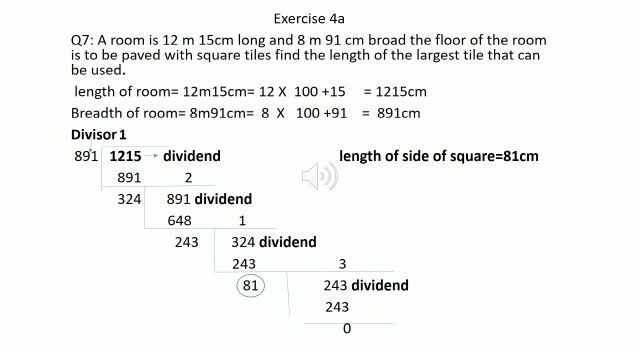 Exercise 4a
Q7: A room is 12 m 15cm long and 8 m 91 cm broad the floor of the room
is to be paved with square tiles find the length of the largest tile that can
be used.
length of room= 12m15cm= 12 X 100 +15 = 1215cm
Breadth of room= 8m91cm= 8 X 100 +91 = 891cm
Divisor 1
891 1215 dividend length of side of square=81cm
891 2
324 891 dividend
648 1
243 324 dividend
243 3
81 243 dividend
243
0